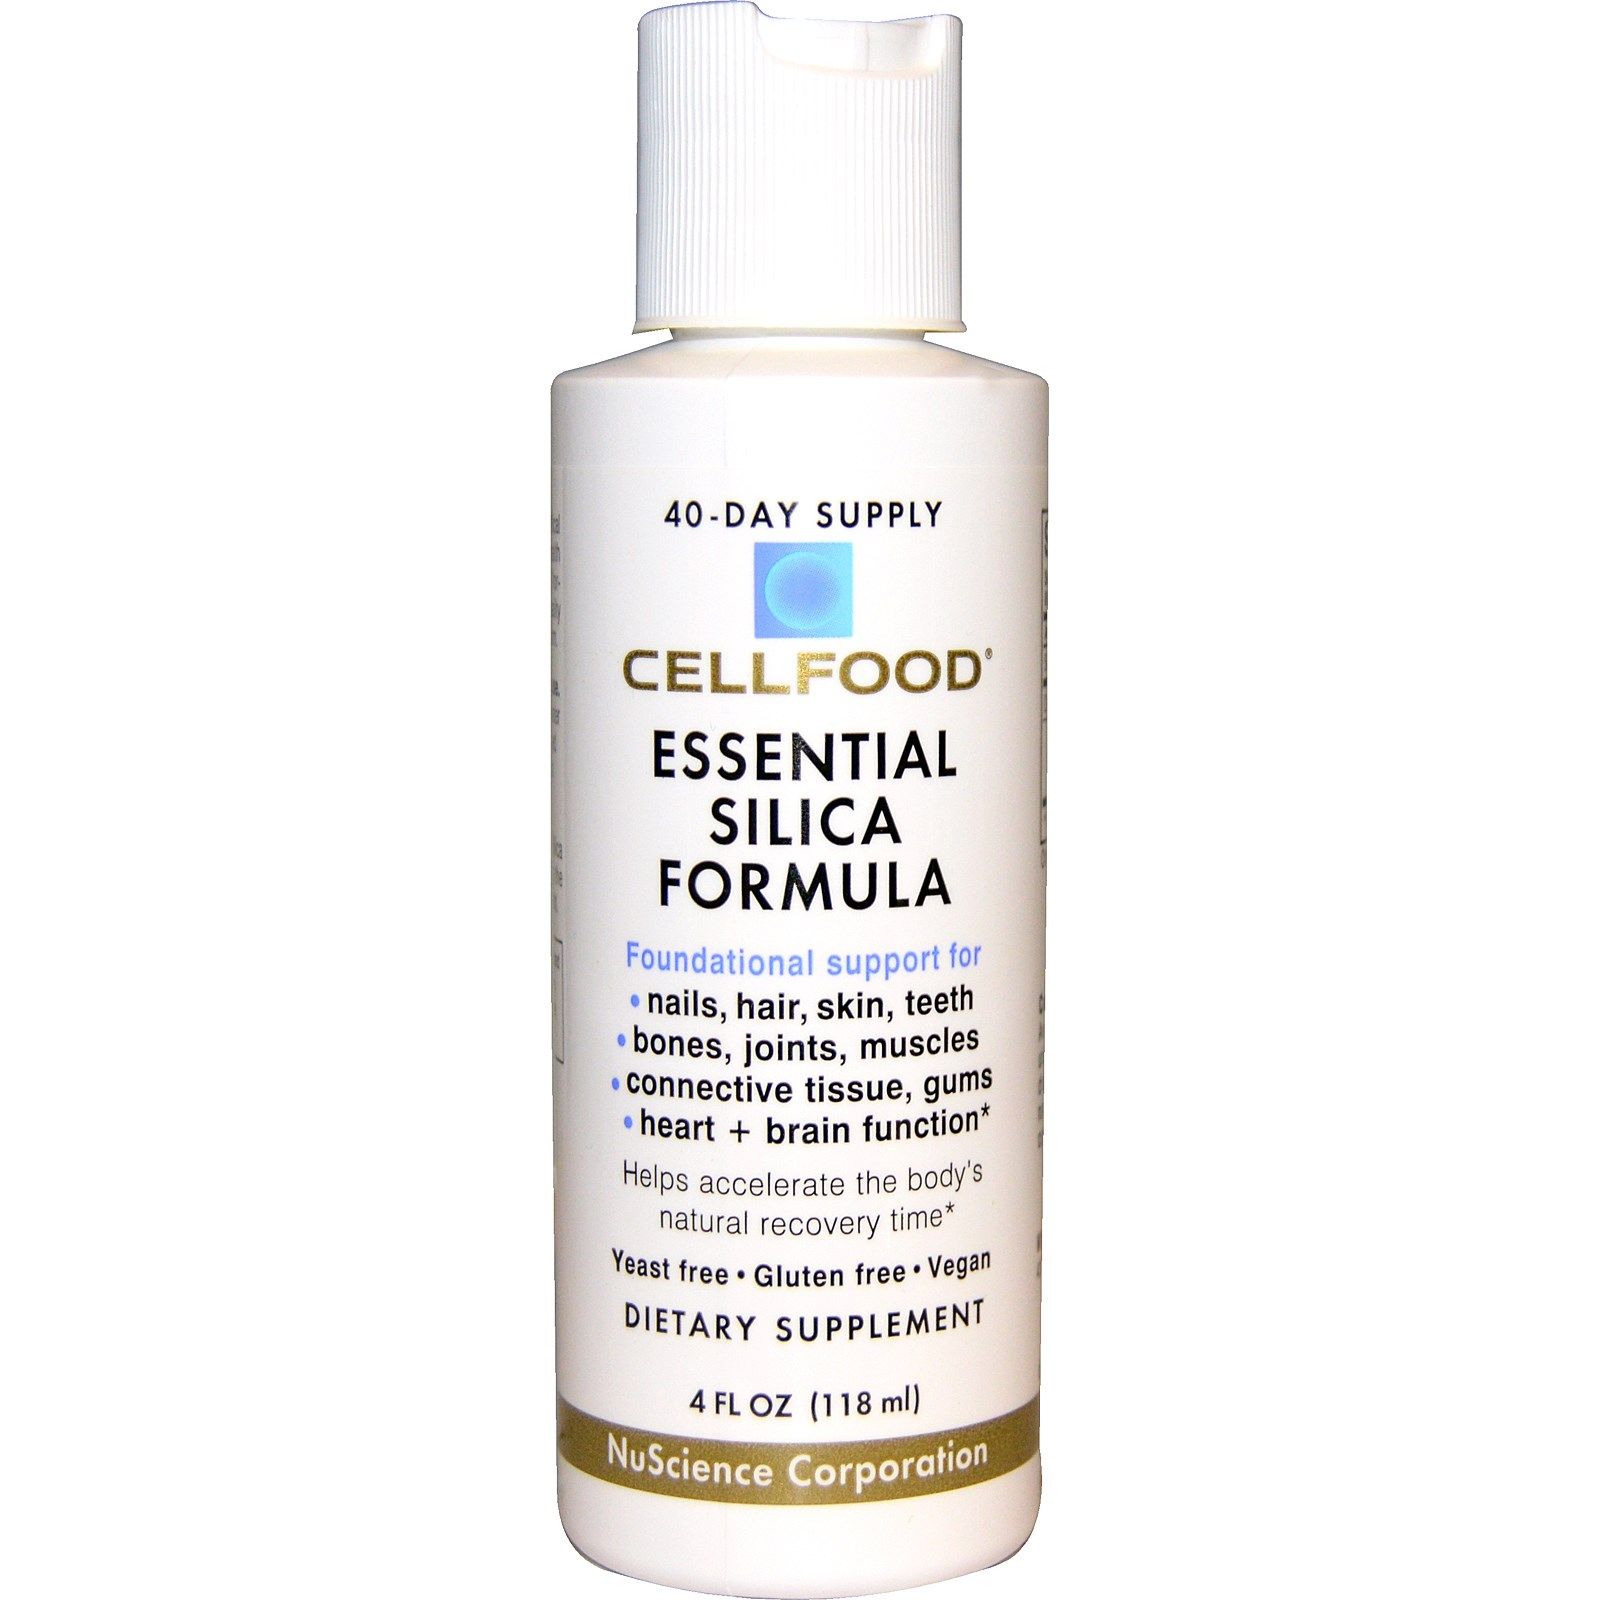 40-DAY SUPPLY
CELLFOOD®
ESSENTIAL
SILICA
FORMULA
Foundational support for
• nails, hair, skin, teeth
• bones, joints, muscles
• connective tissue, gums
• heart + brain function*
Helps accelerate the body's
natural recovery time*
Yeast free • Gluten free • Vegan
DIETARY SUPPLEMENT
4 FL OZ (118 ml)
NuScience Corporation